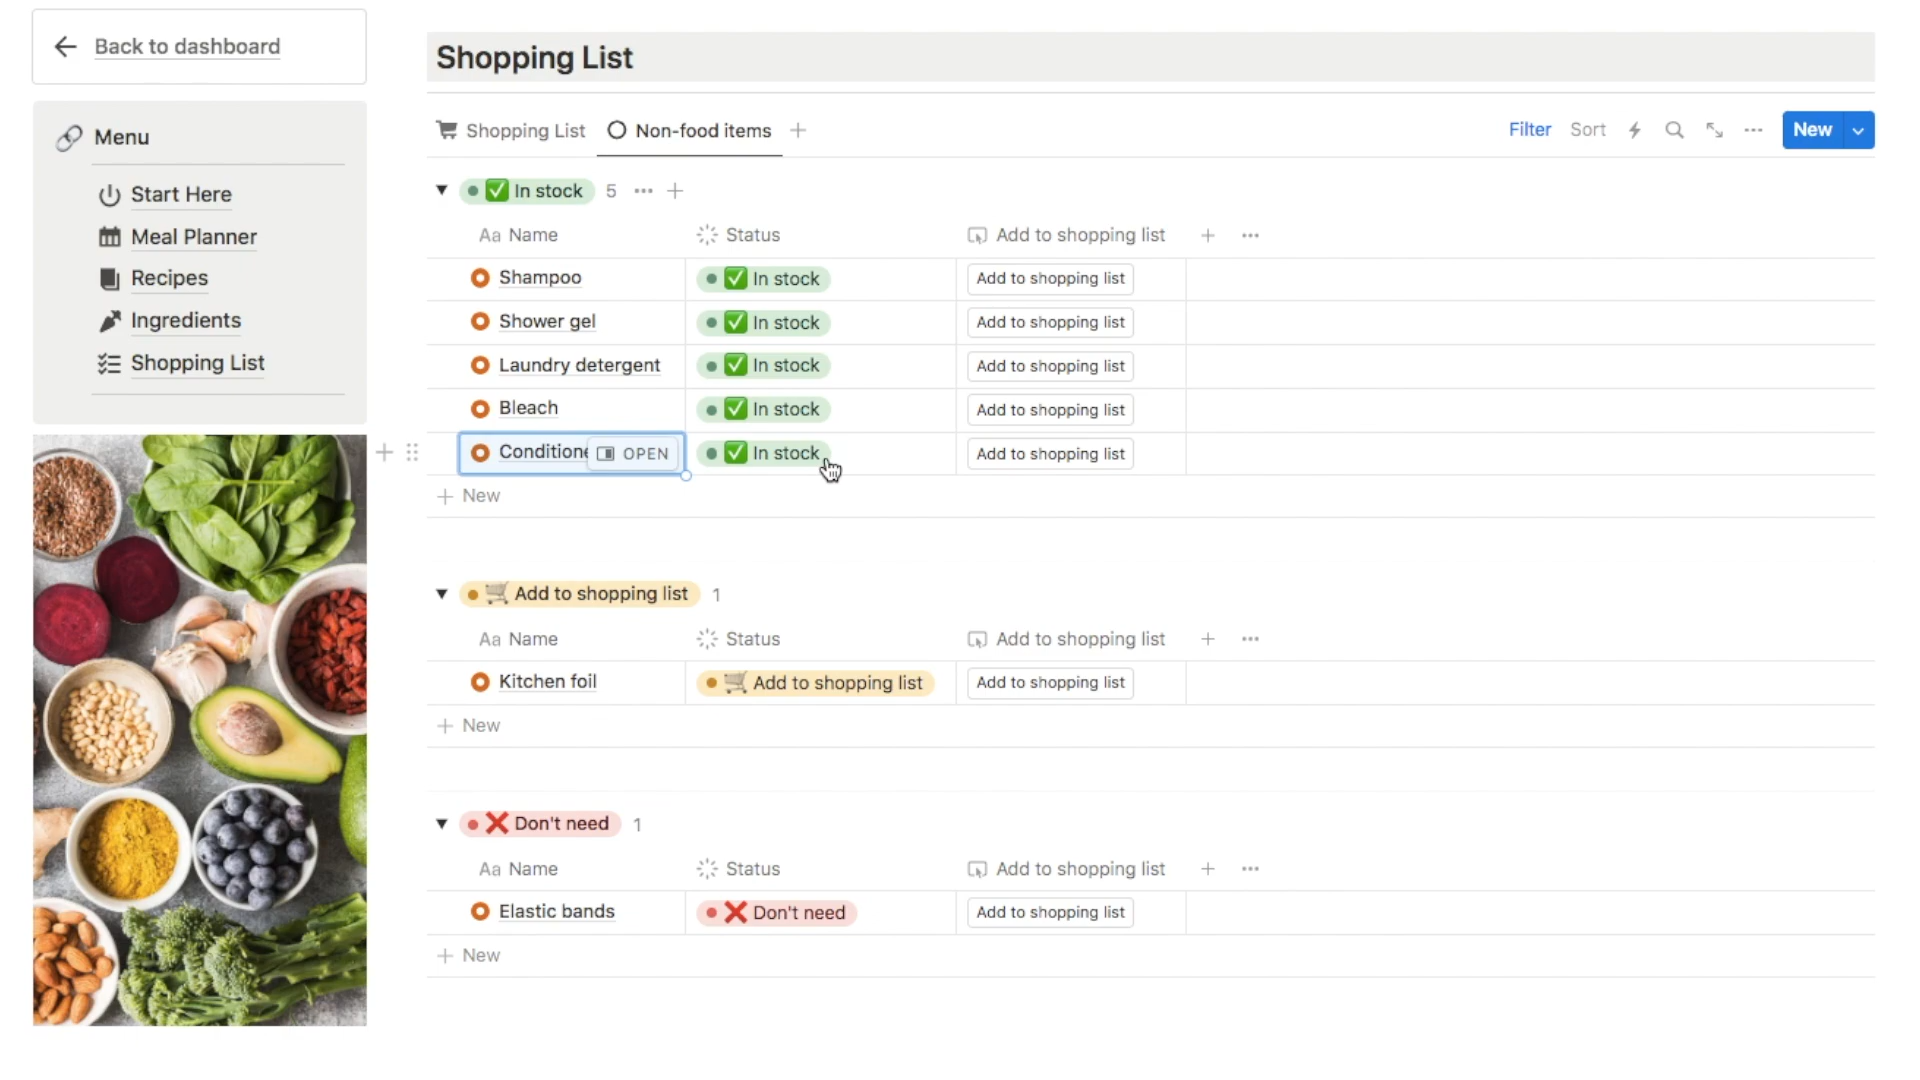 Back to dashboard
Menu
Start Here
Meal Planner
Recipes
Ingredients
Shopping List
Shopping List
Shopping List Non-food items
Filter Sort New
In stock 5
Aa Name Status Add to shopping list
Shampoo In stock Add to shopping list
Shower gel In stock Add to shopping list
Laundry detergent In stock Add to shopping list
Bleach In stock Add to shopping list
Conditione OPEN In stock Add to shopping list
+ New
Add to shopping list 1
Aa Name Status Add to shopping list
Kitchen foil Add to shopping list Add to shopping list
+ New
Don't need 1
Aa Name Status Add to shopping list
Elastic bands Don't need Add to shopping list
+ New